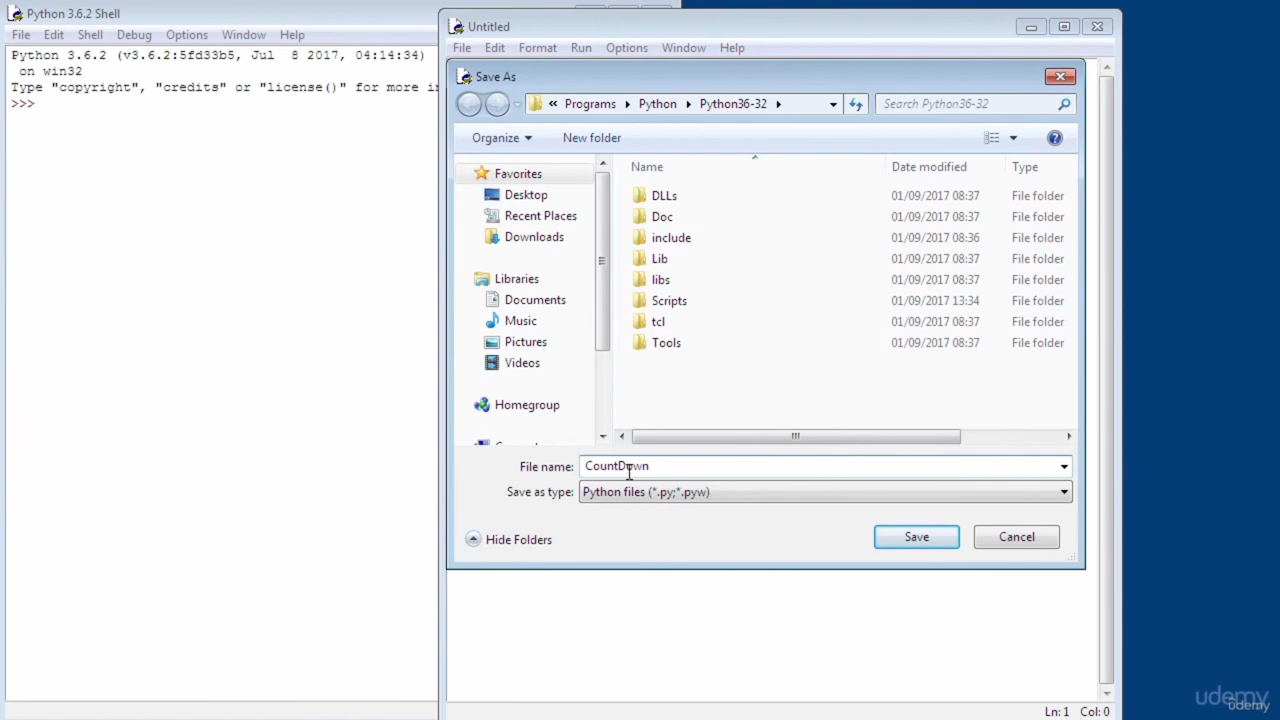 Python 3.6.2 Shell
File Edit Shell Debug Options Window Help
Python 3.6.2 (v3.6.2:5fd33b5, Jul 8 2017, 04:14:34)
on win32
Type "copyright", "credits" or "license()" for more i
>>>
Untitled
File Edit Format Run Options Window Help
Save As
« Programs Python Python36-32
Search Python36-32
Organize New folder
Favorites
Desktop
Recent Places
Downloads
Libraries
Documents
Music
Pictures
Videos
Homegroup
Name Date modified Type
DLLs 01/09/2017 08:37 File folder
Doc 01/09/2017 08:37 File folder
include 01/09/2017 08:36 File folder
Lib 01/09/2017 08:37 File folder
libs 01/09/2017 08:37 File folder
Scripts 01/09/2017 13:34 File folder
tcl 01/09/2017 08:37 File folder
Tools 01/09/2017 08:37 File folder
File name: CountDown
Save as type: Python files (*.py;*.pyw)
Hide Folders
Save Cancel
Ln: 1 Col: 0
udemy
udemy